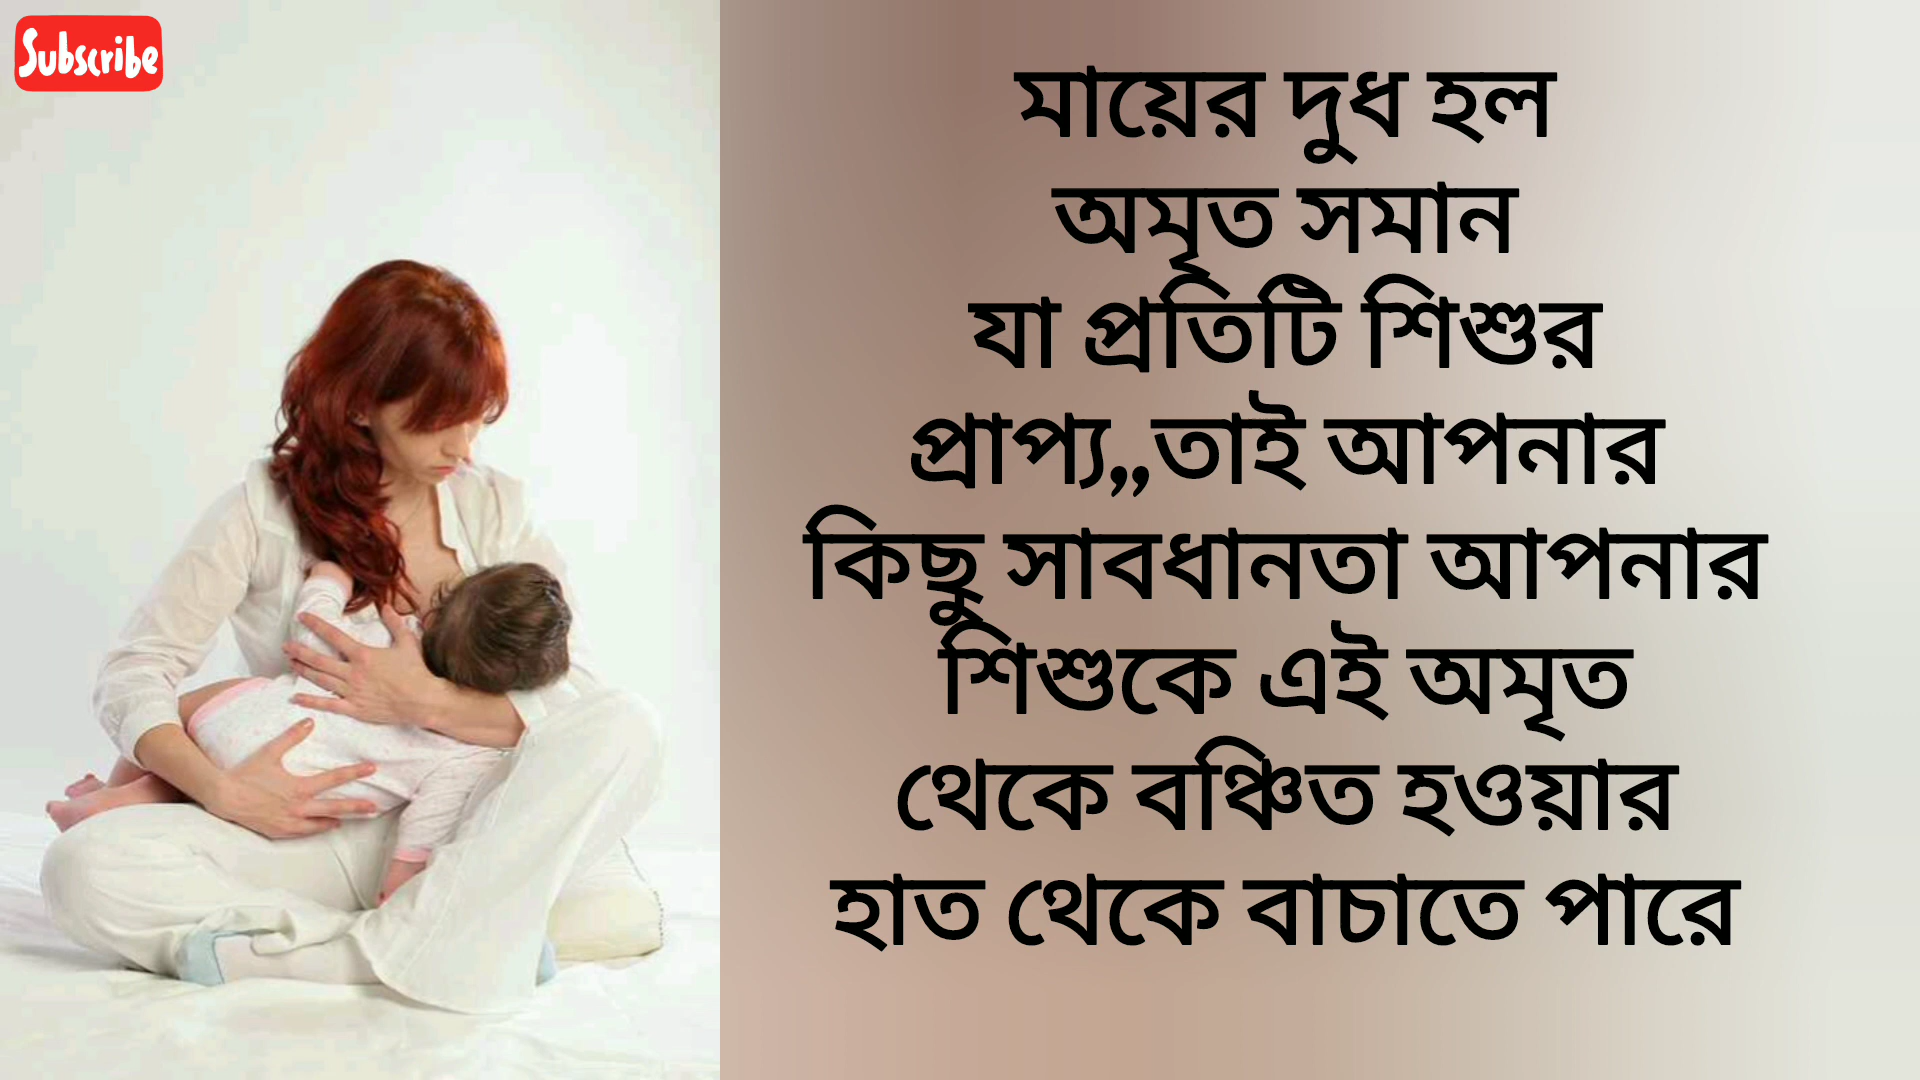 Subscribe
মায়ের দুধ হল
অমৃত সমান
যা প্রতিটি শিশুর
প্রাপ্য,,তাই আপনার
কিছু সাবধানতা আপনার
শিশুকে এই অমৃত
থেকে বঞ্চিত হওয়ার
হাত থেকে বাচাতে পারে